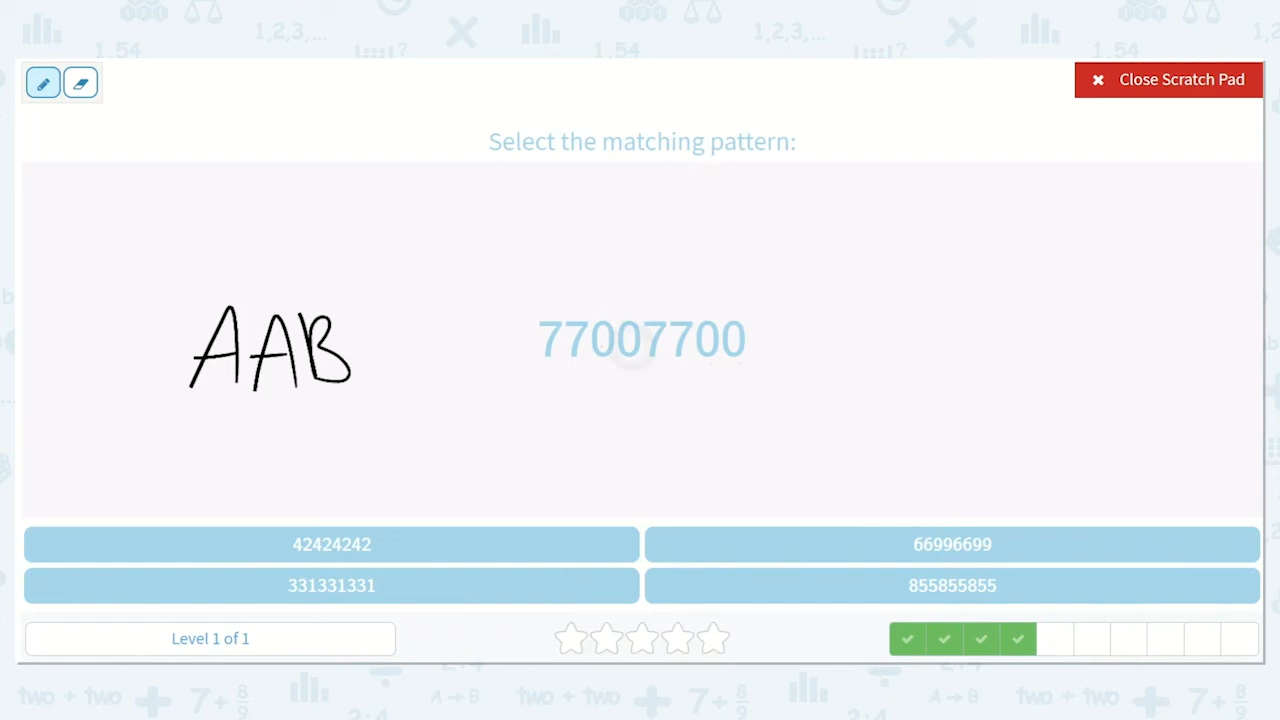 Close Scratch Pad
Select the matching pattern:
AAB
77007700
42424242
66996699
331331331
855855855
Level 1 of 1